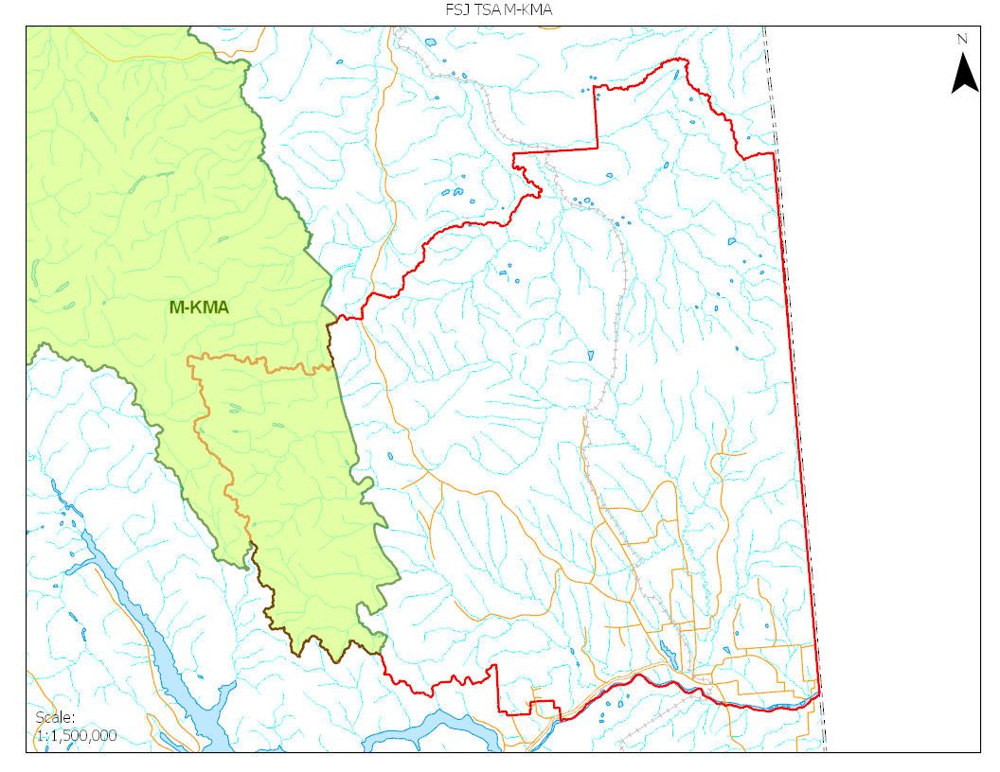 FSJ TSA M-KMA
N
M-KMA
Scale:
1:1,500,000